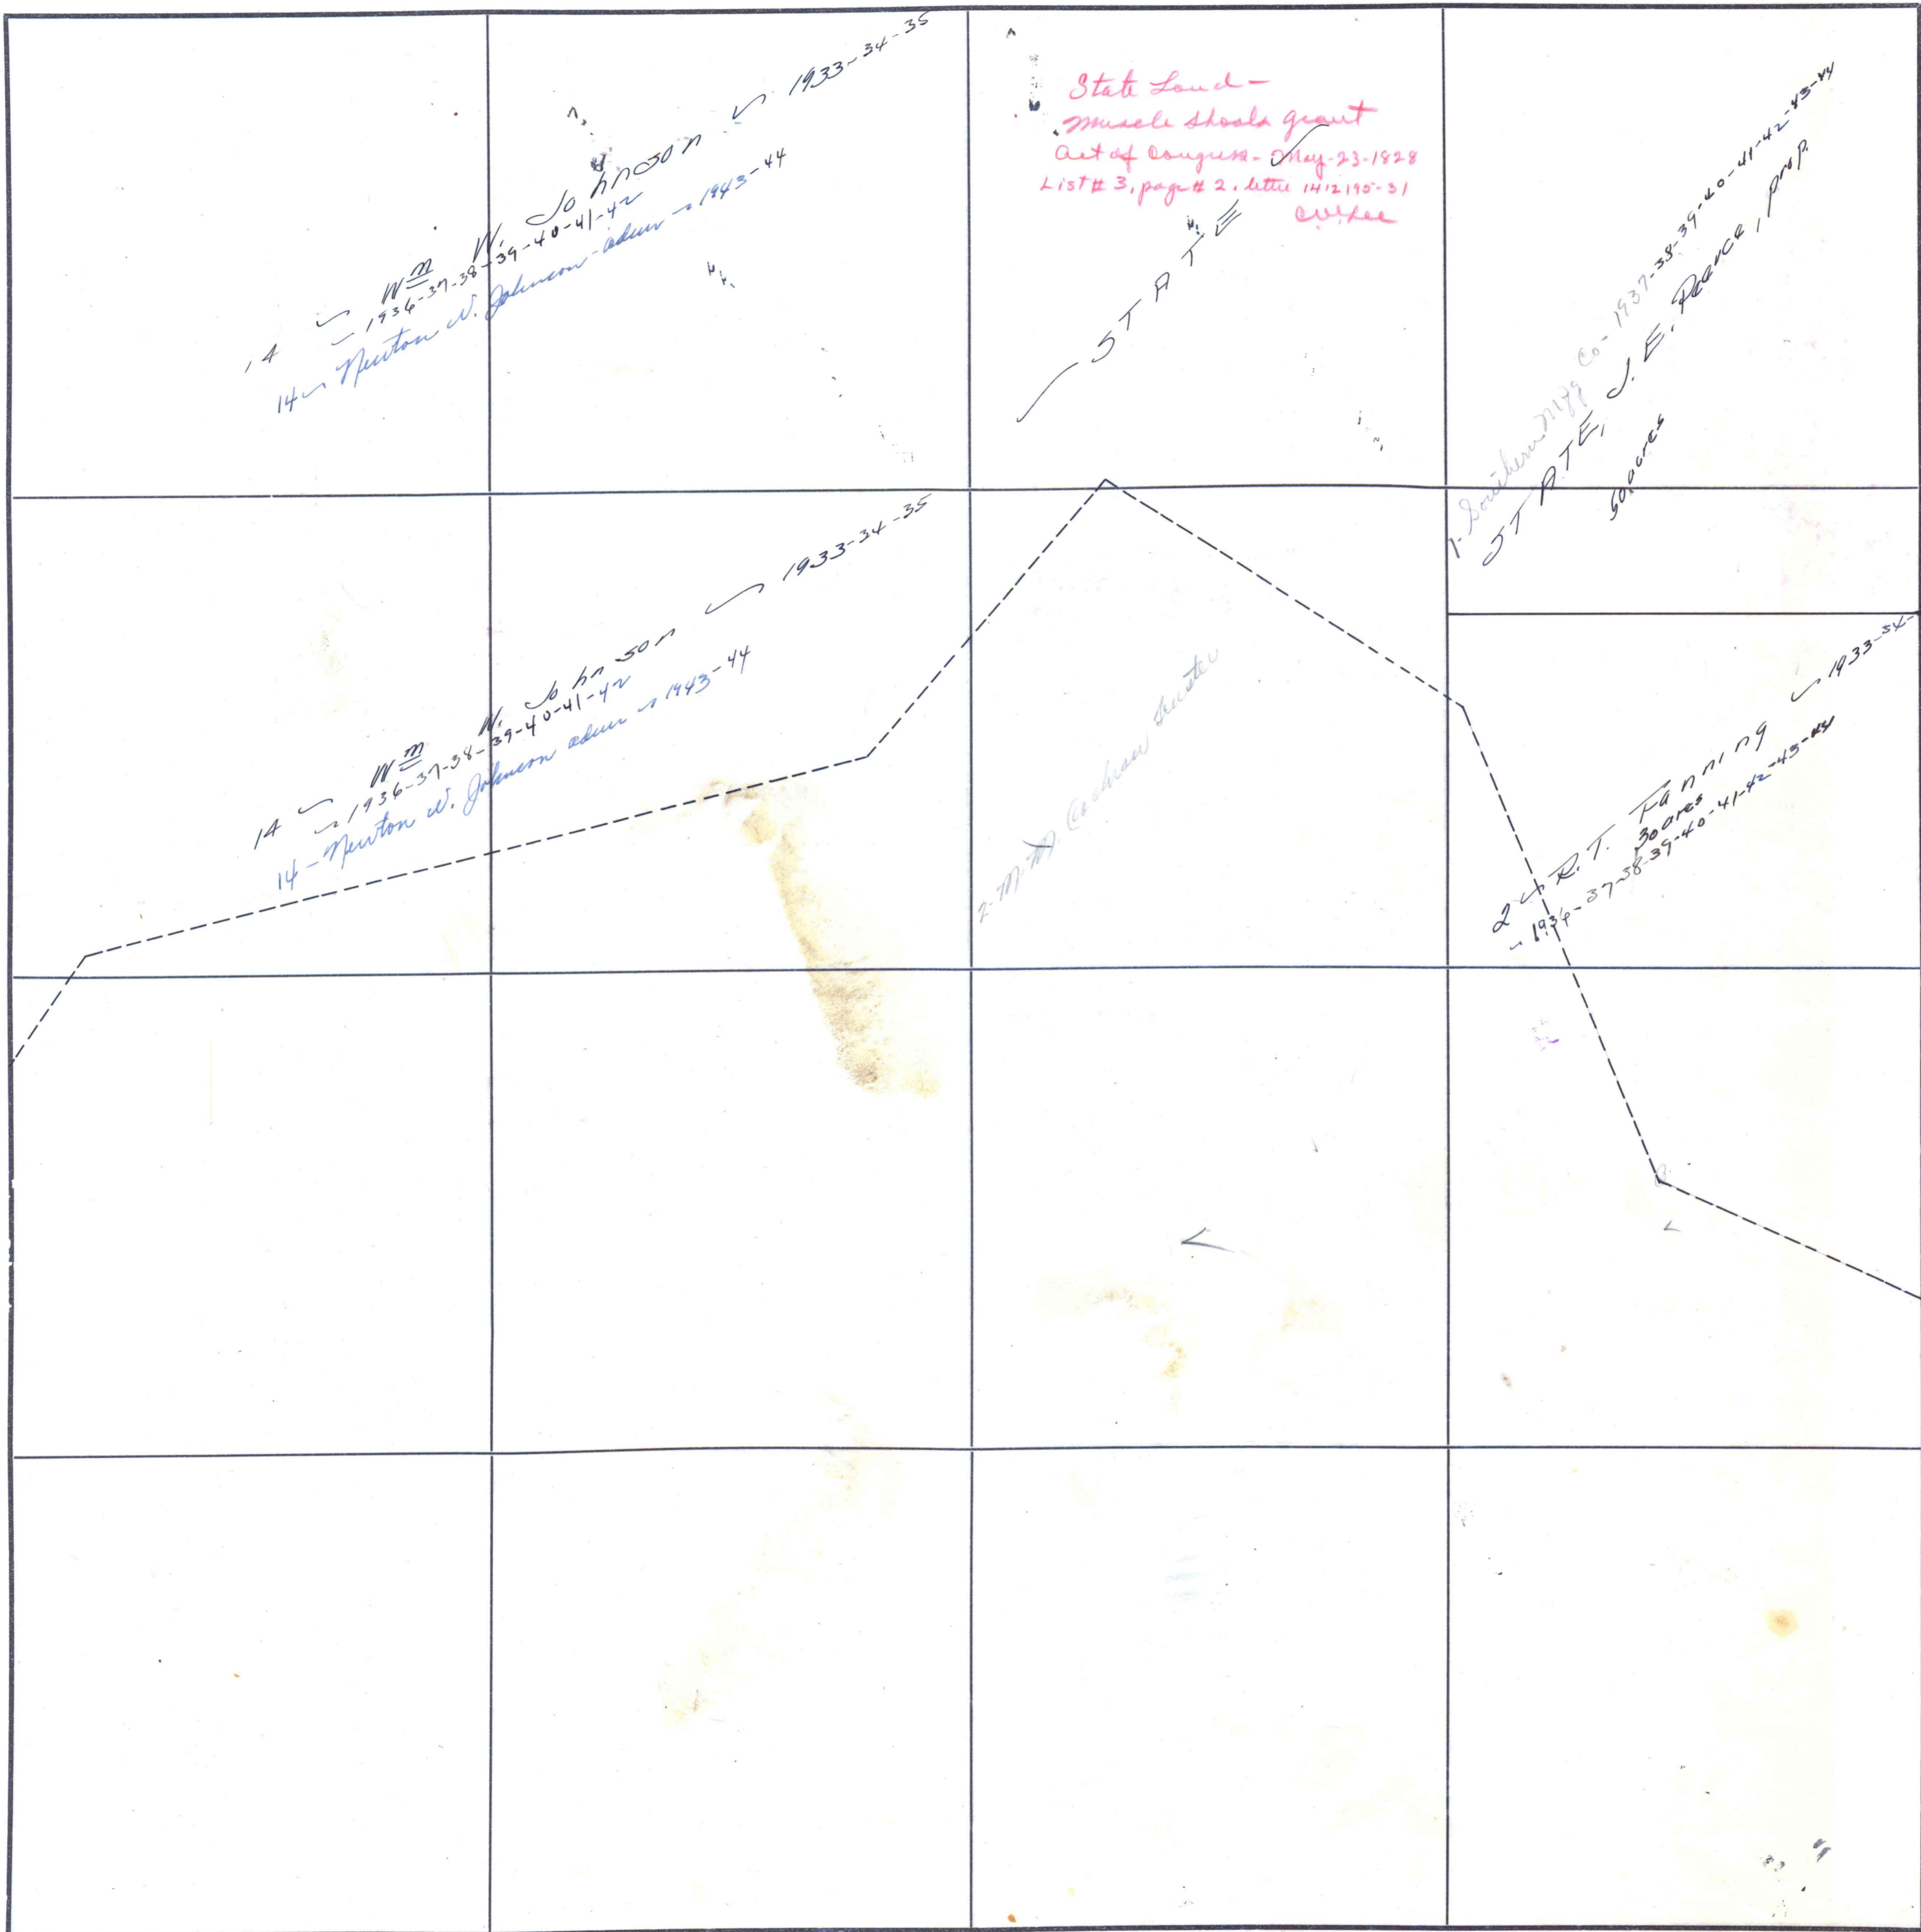 ✓ 1933-34-35
14 ✓ Wm W. Johnson
✓ 1936-37-38-39-40-41-42
14 ✓ Newton W. Johnson adm ✓ 1943-44
State Land -
Muscle Shoals grant
Act of Congress - May-23-1828
List # 3, page # 2, letter 1412195-31
STATE
1- Southern Mfg Co - 1937-38-39-40-41-42-43-44
STATE, J. E. Pearce, prop.
50 acres
14 ✓ Wm W. Johnson ✓ 1933-34-35
✓ 1936-37-38-39-40-41-42
14 - Newton W. Johnson adm ✓ 1943-44
2- M. M. Cochran Trustee
2 ✓ R. T. Fanning ✓ 1933-34-
30 acres
✓ 1936-37-38-39-40-41-42-43-44